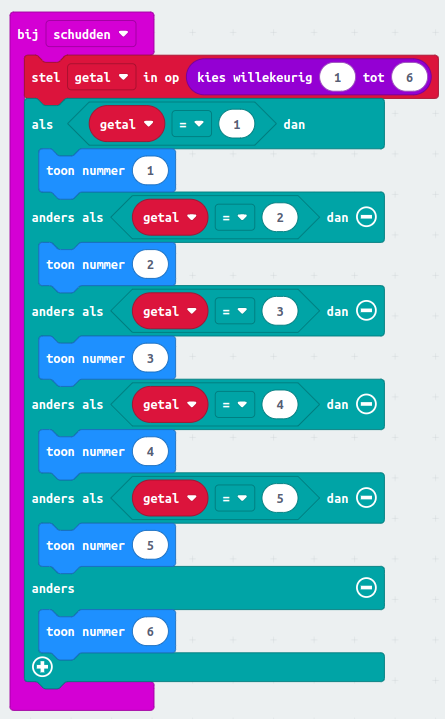 bij schudden
stel getal in op kies willekeurig 1 tot 6
als getal = 1 dan
toon nummer 1
anders als getal = 2 dan
toon nummer 2
anders als getal = 3 dan
toon nummer 3
anders als getal = 4 dan
toon nummer 4
anders als getal = 5 dan
toon nummer 5
anders
toon nummer 6